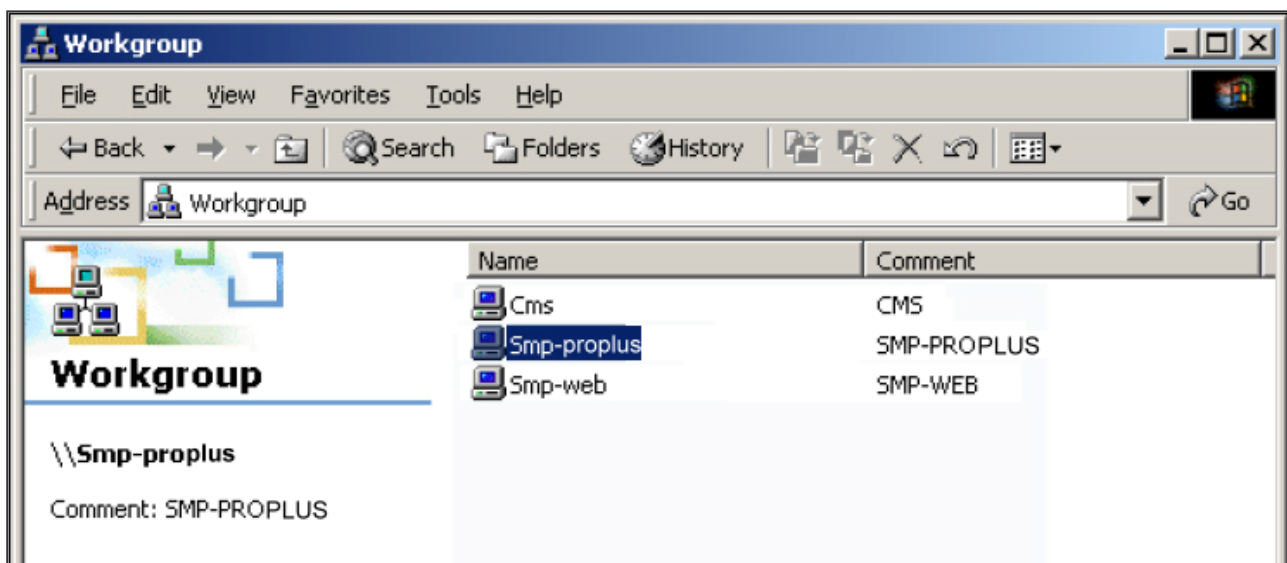 Workgroup
File Edit View Favorites Tools Help
Back Search Folders History
Address Workgroup Go
Name Comment
Cms CMS
Smp-proplus SMP-PROPLUS
Smp-web SMP-WEB
Workgroup
\\Smp-proplus
Comment: SMP-PROPLUS